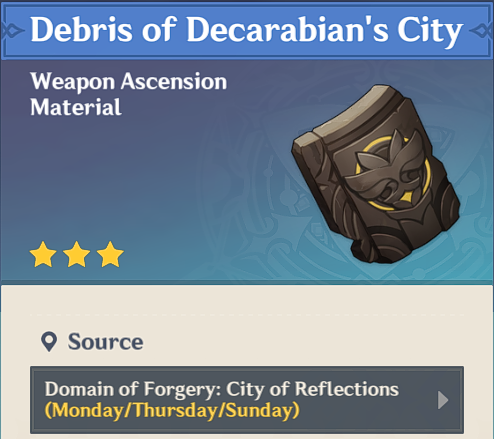 Debris of Decarabian's City
Weapon Ascension
Material
Source
Domain of Forgery: City of Reflections
(Monday/Thursday/Sunday)